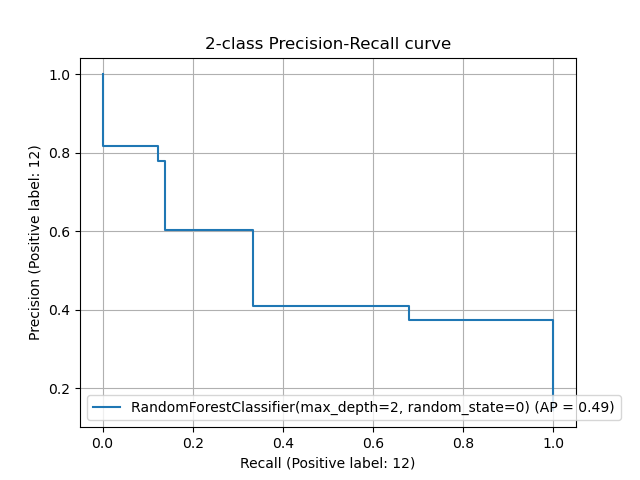 2-class Precision-Recall curve
Precision (Positive label: 12)
1.0
0.8
0.6
0.4
0.2
RandomForestClassifier(max_depth=2, random_state=0) (AP = 0.49)
0.0 0.2 0.4 0.6 0.8 1.0
Recall (Positive label: 12)